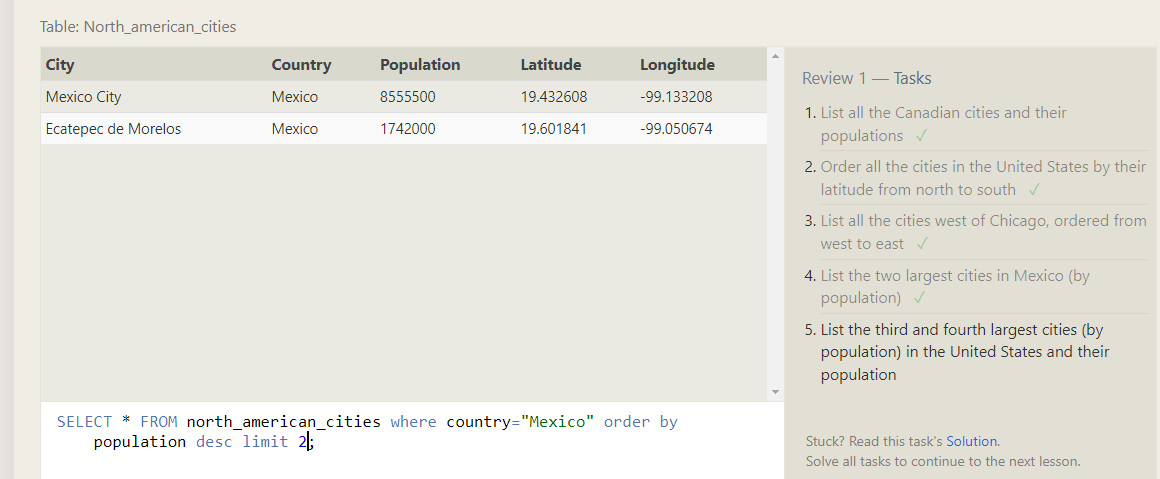 Table: North_american_cities
City Country Population Latitude Longitude
Mexico City Mexico 8555500 19.432608 -99.133208
Ecatepec de Morelos Mexico 1742000 19.601841 -99.050674
SELECT * FROM north_american_cities where country="Mexico" order by
population desc limit 2;
Review 1 — Tasks
1. List all the Canadian cities and their
populations ✓
2. Order all the cities in the United States by their
latitude from north to south ✓
3. List all the cities west of Chicago, ordered from
west to east ✓
4. List the two largest cities in Mexico (by
population) ✓
5. List the third and fourth largest cities (by
population) in the United States and their
population
Stuck? Read this task's Solution.
Solve all tasks to continue to the next lesson.